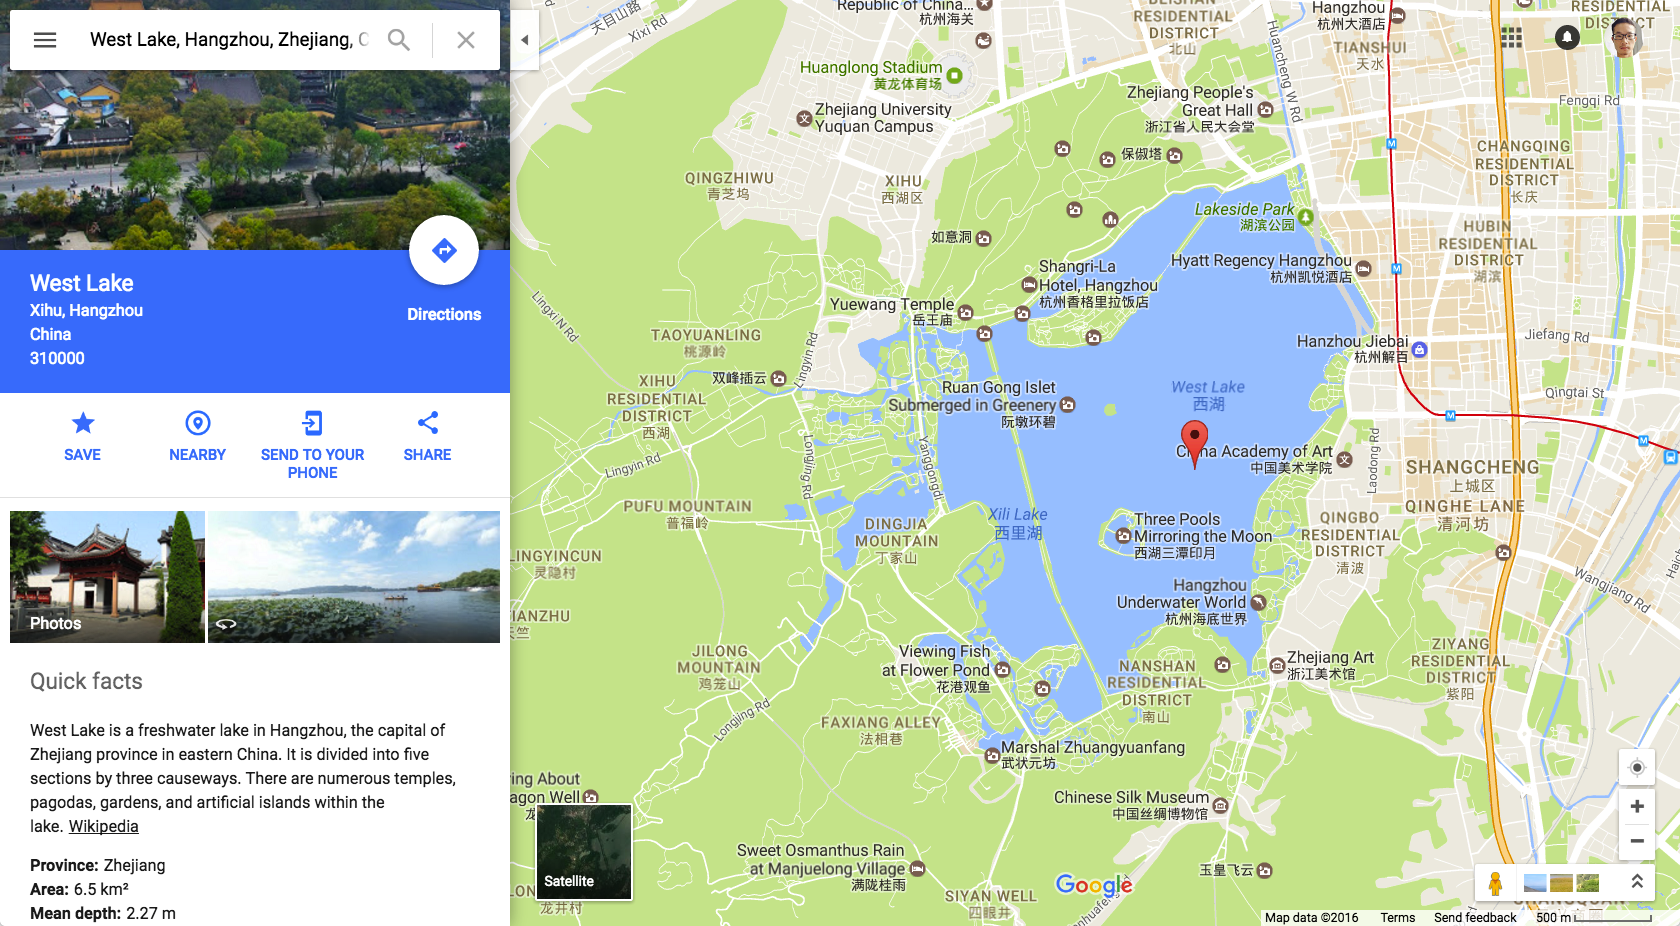 West Lake, Hangzhou, Zhejiang, C
West Lake
Xihu, Hangzhou
China
310000
Directions
SAVE
NEARBY
SEND TO YOUR
PHONE
SHARE
Photos
Quick facts
West Lake is a freshwater lake in Hangzhou, the capital of
Zhejiang province in eastern China. It is divided into five
sections by three causeways. There are numerous temples,
pagodas, gardens, and artificial islands within the
lake. Wikipedia
Province: Zhejiang
Area: 6.5 km²
Mean depth: 2.27 m
天目山路
Xixi Rd
Republic of China...
杭州海关
RESIDENTIAL
DISTRICT
北山
Huancheng W Rd
Hangzhou
杭州大酒店
TIANSHUI
天水
RESIDENTIAL
DISTRICT
Huanglong Stadium
黄龙体育场
Zhejiang University
Yuquan Campus
Zhejiang People's
Great Hall
浙江省人民大会堂
Fengqi Rd
保俶塔
CHANGQING
RESIDENTIAL
DISTRICT
长庆
QINGZHIWU
青芝坞
XIHU
西湖区
Lakeside Park
湖滨公园
HUBIN
RESIDENTIAL
DISTRICT
湖滨
如意洞
Shangri-La
Hotel, Hangzhou
杭州香格里拉饭店
Hyatt Regency Hangzhou
杭州凯悦酒店
Lingxi N Rd
Yuewang Temple
岳王庙
TAOYUANLING
桃源岭
Lingyin Rd
Hanzhou Jiebai
杭州解百
Jiefang Rd
双峰插云
XIHU
RESIDENTIAL
DISTRICT
西湖
Ruan Gong Islet
Submerged in Greenery
阮墩环碧
West Lake
西湖
Qingtai St
Lingyin Rd
Longjing Rd
Yanggongdi
China Academy of Art
中国美术学院
Laodong Rd
SHANGCHENG
上城区
PUFU MOUNTAIN
普福岭
DINGJIA
MOUNTAIN
丁家山
Xili Lake
西里湖
Three Pools
Mirroring the Moon
西湖三潭印月
QINGBO
RESIDENTIAL
DISTRICT
清波
QINGHE LANE
清河坊
LINGYINCUN
灵隐村
Hangzhou
Underwater World
杭州海底世界
Wangjiang Rd
IANZHU
天竺
JILONG
MOUNTAIN
鸡笼山
Viewing Fish
at Flower Pond
花港观鱼
NANSHAN
RESIDENTIAL
DISTRICT
南山
Zhejiang Art
浙江美术馆
ZIYANG
RESIDENTIAL
DISTRICT
紫阳
Longjing Rd
FAXIANG ALLEY
法相巷
Marshal Zhuangyuanfang
武状元坊
ring About
agon Well
Chinese Silk Museum
中国丝绸博物馆
Satellite
Sweet Osmanthus Rain
at Manjuelong Village
满陇桂雨
玉皇飞云
Google
LON
龙井村
SIYAN WELL
四眼井
Map data ©2016
Terms
Send feedback
500 m